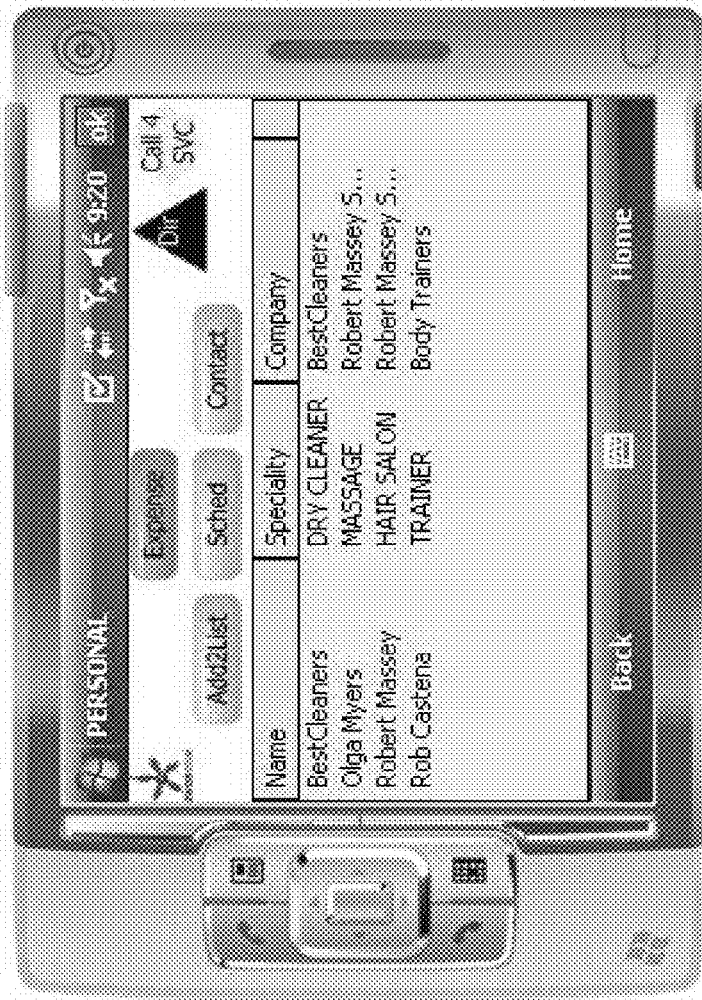 PERSONAL 9:20 ok
Expense
Dir
Call 4
SVC
Add2List Sched Contact
Name Speciality Company
BestCleaners DRY CLEANER BestCleaners
Olga Myers MASSAGE Robert Massey S...
Robert Massey HAIR SALON Robert Massey S...
Rob Castena TRAINER Body Trainers
Back Home